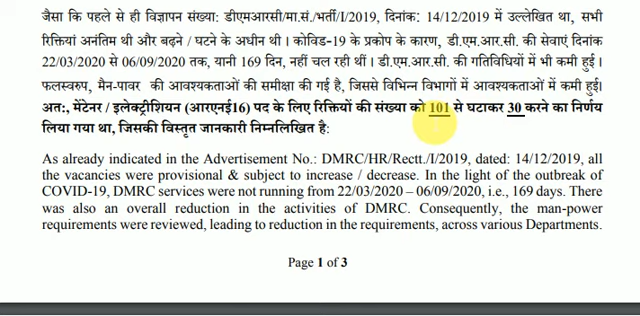 जैसा कि पहले से ही विज्ञापन संख्या: डीएमआरसी/मा.सं./भर्ती/I/2019, दिनांक: 14/12/2019 में उल्लेखित था, सभी
रिक्तियां अनंतिम थी और बढ़ने / घटने के अधीन थी। कोविड-19 के प्रकोप के कारण, डी.एम.आर.सी. की सेवाएं दिनांक
22/03/2020 से 06/09/2020 तक, यानी 169 दिन, नहीं चल रही थीं। डी.एम.आर.सी. की गतिविधियों में भी कमी हुई।
फलस्वरुप, मैन-पावर की आवश्यकताओं की समीक्षा की गई है, जिससे विभिन्न विभागों में आवश्यकताओं में कमी हुई।
अत:, मेंटेनर / इलेक्ट्रीशियन (आरएनई16) पद के लिए रिक्तियों की संख्या को 101 से घटाकर 30 करने का निर्णय
लिया गया था, जिसकी विस्तृत जानकारी निम्नलिखित है:
As already indicated in the Advertisement No.: DMRC/HR/Rectt./I/2019, dated: 14/12/2019, all
the vacancies were provisional & subject to increase / decrease. In the light of the outbreak of
COVID-19, DMRC services were not running from 22/03/2020 – 06/09/2020, i.e., 169 days. There
was also an overall reduction in the activities of DMRC. Consequently, the man-power
requirements were reviewed, leading to reduction in the requirements, across various Departments.
Page 1 of 3